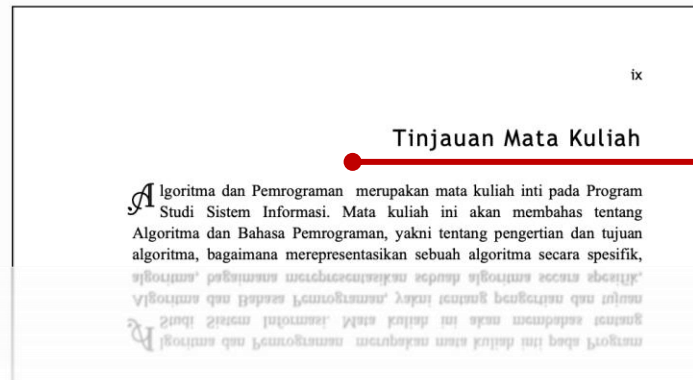 ix
Tinjauan Mata Kuliah
Algoritma dan Pemrograman merupakan mata kuliah inti pada Program
Studi Sistem Informasi. Mata kuliah ini akan membahas tentang
Algoritma dan Bahasa Pemrograman, yakni tentang pengertian dan tujuan
algoritma, bagaimana merepresentasikan sebuah algoritma secara spesifik,